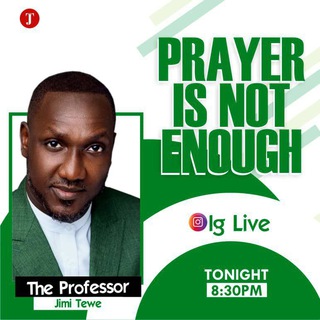 T
PRAYER
IS NOT
ENOUGH
Ig Live
The Professor
Jimi Tewe
TONIGHT
8:30PM